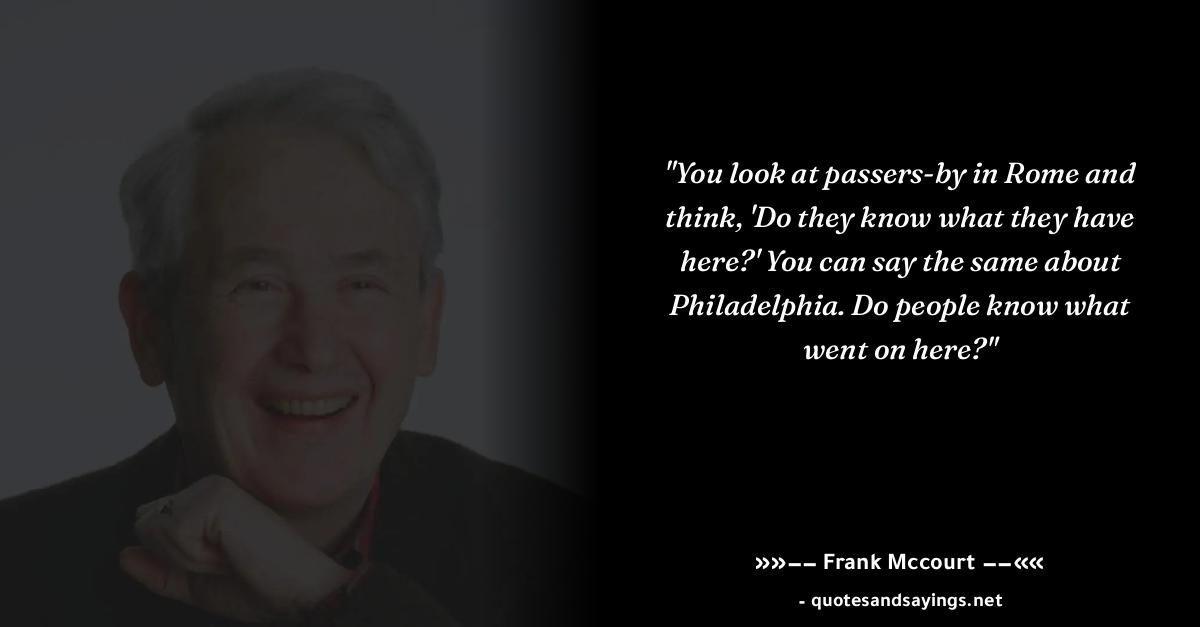 "You look at passers-by in Rome and
think, 'Do they know what they have
here?' You can say the same about
Philadelphia. Do people know what
went on here?"
»»—— Frank Mccourt ——««
- quotesandsayings.net